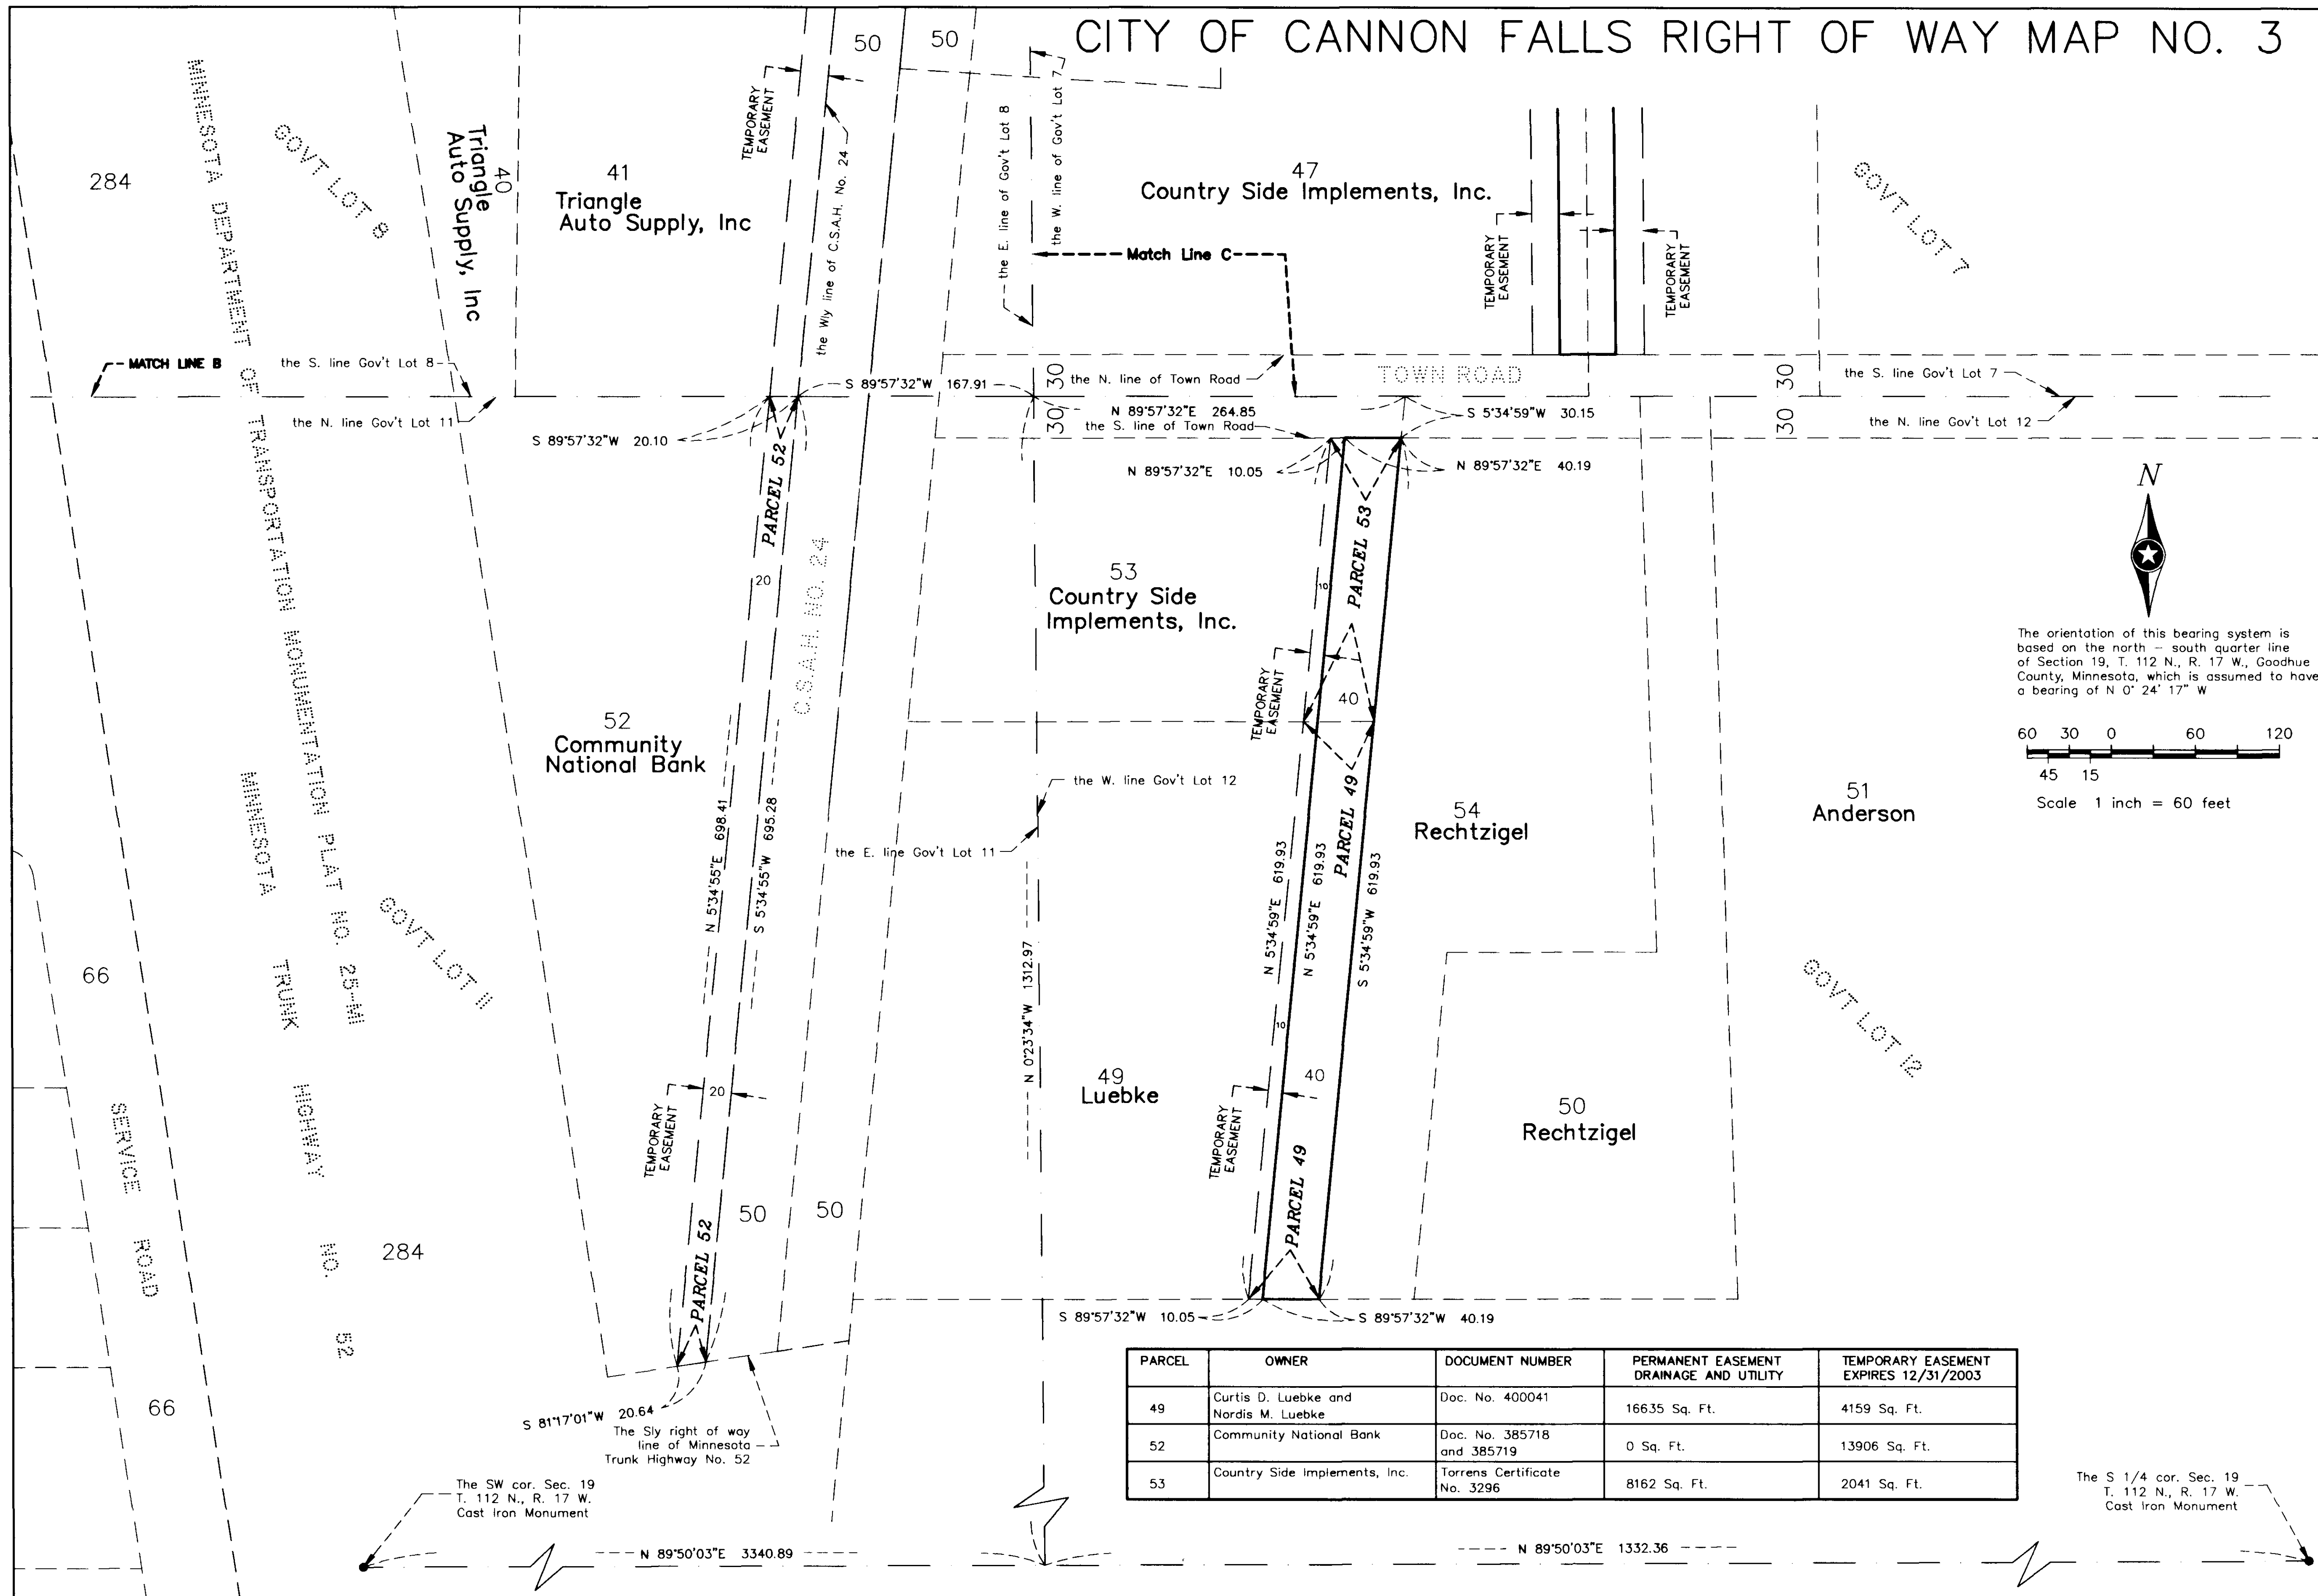 CITY OF CANNON FALLS RIGHT OF WAY MAP NO. 3
50
50
284
MINNESOTA DEPARTMENT OF TRANSPORTATION MONUMENTATION PLAT NO. 25-MI
GOVT LOT 8
40
Triangle
Auto Supply, Inc
41
Triangle
Auto Supply, Inc
TEMPORARY
EASEMENT
the Wly line of C.S.A.H. No. 24
the E. line of Gov't Lot 8
the W. line of Gov't Lot 7
47
Country Side Implements, Inc.
Match Line C
TEMPORARY
EASEMENT
TEMPORARY
EASEMENT
GOVT LOT 7
MATCH LINE B
the S. line Gov't Lot 8
the N. line Gov't Lot 11
S 89°57'32"W 167.91
S 89°57'32"W 20.10
30
30
the N. line of Town Road
TOWN ROAD
N 89°57'32"E 264.85
the S. line of Town Road
S 5°34'59"W 30.15
N 89°57'32"E 10.05
N 89°57'32"E 40.19
30
30
the S. line Gov't Lot 7
the N. line Gov't Lot 12
PARCEL 52
20
C.S.A.H. NO. 24
53
Country Side
Implements, Inc.
PARCEL 53
10
TEMPORARY
EASEMENT
40
N
The orientation of this bearing system is
based on the north - south quarter line
of Section 19, T. 112 N., R. 17 W., Goodhue
County, Minnesota, which is assumed to have
a bearing of N 0° 24' 17" W
60 30 0 60 120
45 15
Scale 1 inch = 60 feet
52
Community
National Bank
N 5°34'55"E 698.41
S 5°34'55"W 695.28
the W. line Gov't Lot 12
the E. line Gov't Lot 11
PARCEL 49
N 5°34'59"E 619.93
N 5°34'59"E 619.93
S 5°34'59"W 619.93
54
Rechtzigel
51
Anderson
MINNESOTA TRUNK HIGHWAY NO. 52
GOVT LOT 11
66
N 0°23'34"W 1312.97
GOVT LOT 12
49
Luebke
10
40
TEMPORARY
EASEMENT
50
Rechtzigel
TEMPORARY
EASEMENT
20
SERVICE ROAD
284
PARCEL 52
50
50
PARCEL 49
S 89°57'32"W 10.05
S 89°57'32"W 40.19
66
S 81°17'01"W 20.64
The Sly right of way
line of Minnesota
Trunk Highway No. 52
PARCEL OWNER DOCUMENT NUMBER PERMANENT EASEMENT DRAINAGE AND UTILITY TEMPORARY EASEMENT EXPIRES 12/31/2003
49 Curtis D. Luebke and Nordis M. Luebke Doc. No. 400041 16635 Sq. Ft. 4159 Sq. Ft.
52 Community National Bank Doc. No. 385718 and 385719 0 Sq. Ft. 13906 Sq. Ft.
53 Country Side Implements, Inc. Torrens Certificate No. 3296 8162 Sq. Ft. 2041 Sq. Ft.
The SW cor. Sec. 19
T. 112 N., R. 17 W.
Cast Iron Monument
The S 1/4 cor. Sec. 19
T. 112 N., R. 17 W.
Cast Iron Monument
N 89°50'03"E 3340.89
N 89°50'03"E 1332.36